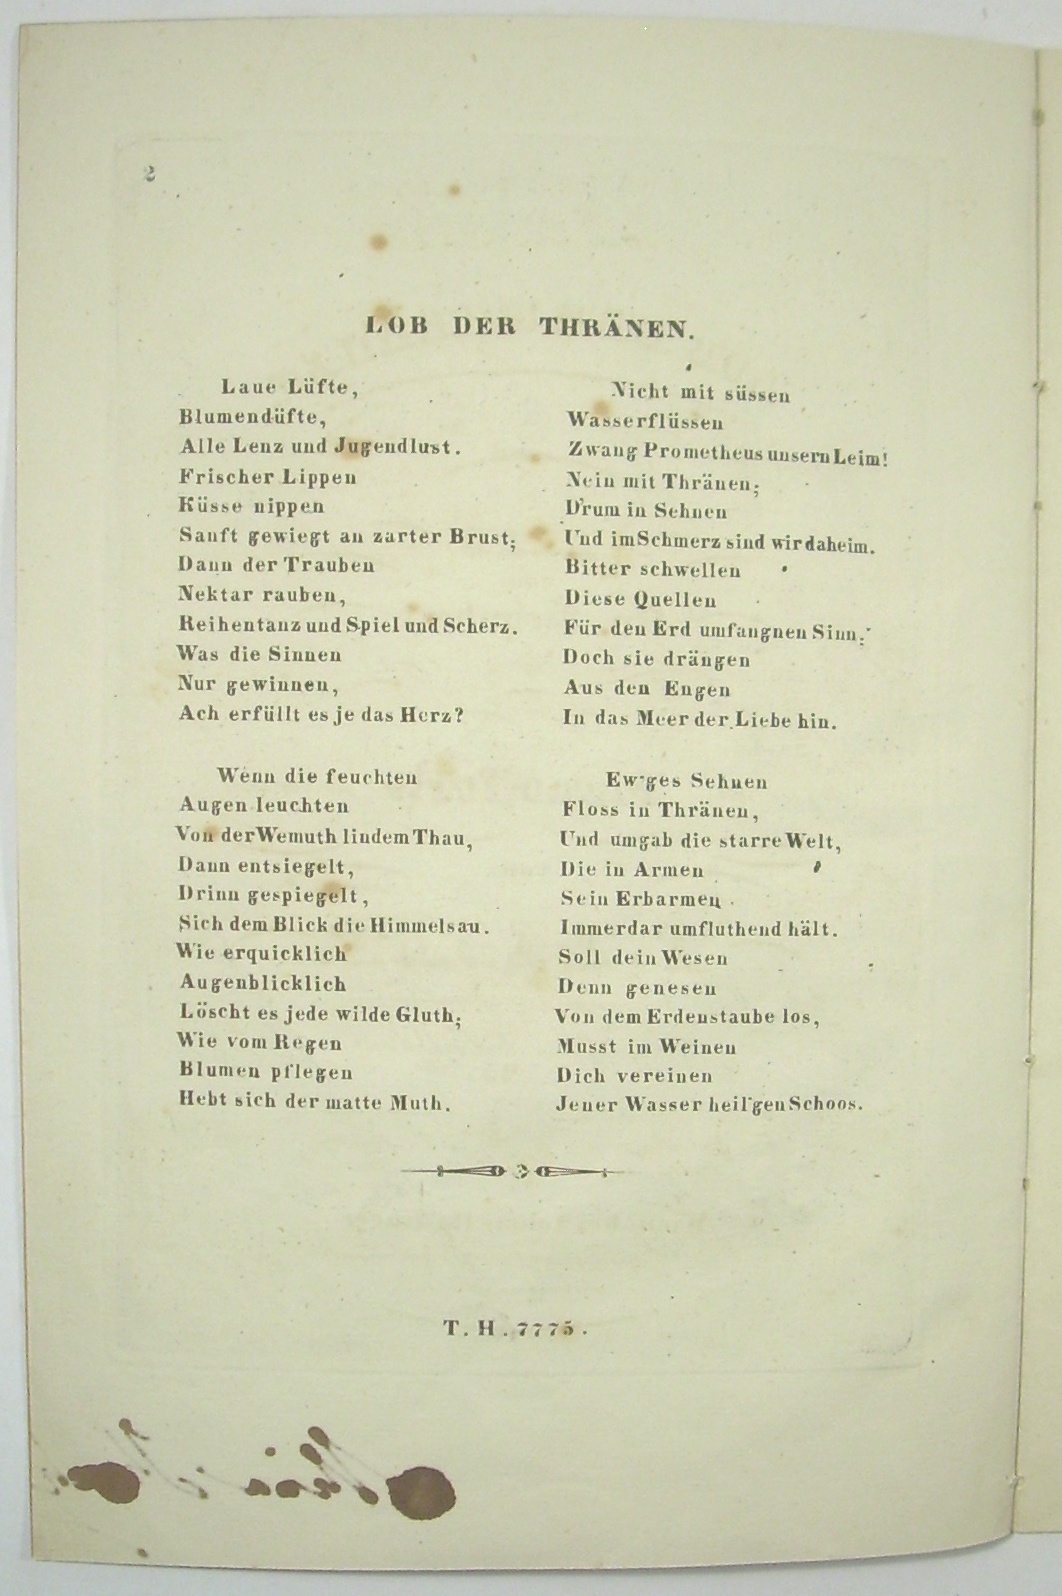 2
LOB DER THRÄNEN.
Laue Lüfte,
Blumendüfte,
Alle Lenz und Jugendlust.
Frischer Lippen
Küsse nippen
Sanft gewiegt an zarter Brust;
Dann der Trauben
Nektar rauben,
Reihentanz und Spiel und Scherz.
Was die Sinnen
Nur gewinnen,
Ach erfüllt es je das Herz?
Wenn die feuchten
Augen leuchten
Von der Wemuth lindem Thau,
Dann entsiegelt,
Drinn gespiegelt,
Sich dem Blick die Himmelsau.
Wie erquicklich
Augenblicklich
Löscht es jede wilde Gluth;
Wie vom Regen
Blumen pflegen
Hebt sich der matte Muth.
Nicht mit süssen
Wasserflüssen
Zwang Prometheus unsern Leim!
Nein mit Thränen;
D'rum in Sehnen
Und im Schmerz sind wir daheim.
Bitter schwellen
Diese Quellen
Für den Erd umfangnen Sinn;
Doch sie drängen
Aus den Engen
In das Meer der Liebe hin.
Ew'ges Sehnen
Floss in Thränen,
Und umgab die starre Welt,
Die in Armen
Sein Erbarmen
Immerdar umfluthend hält.
Soll dein Wesen
Denn genesen
Von dem Erdenstaube los,
Musst im Weinen
Dich vereinen
Jener Wasser heil'gen Schoos.
T. H. 7775.